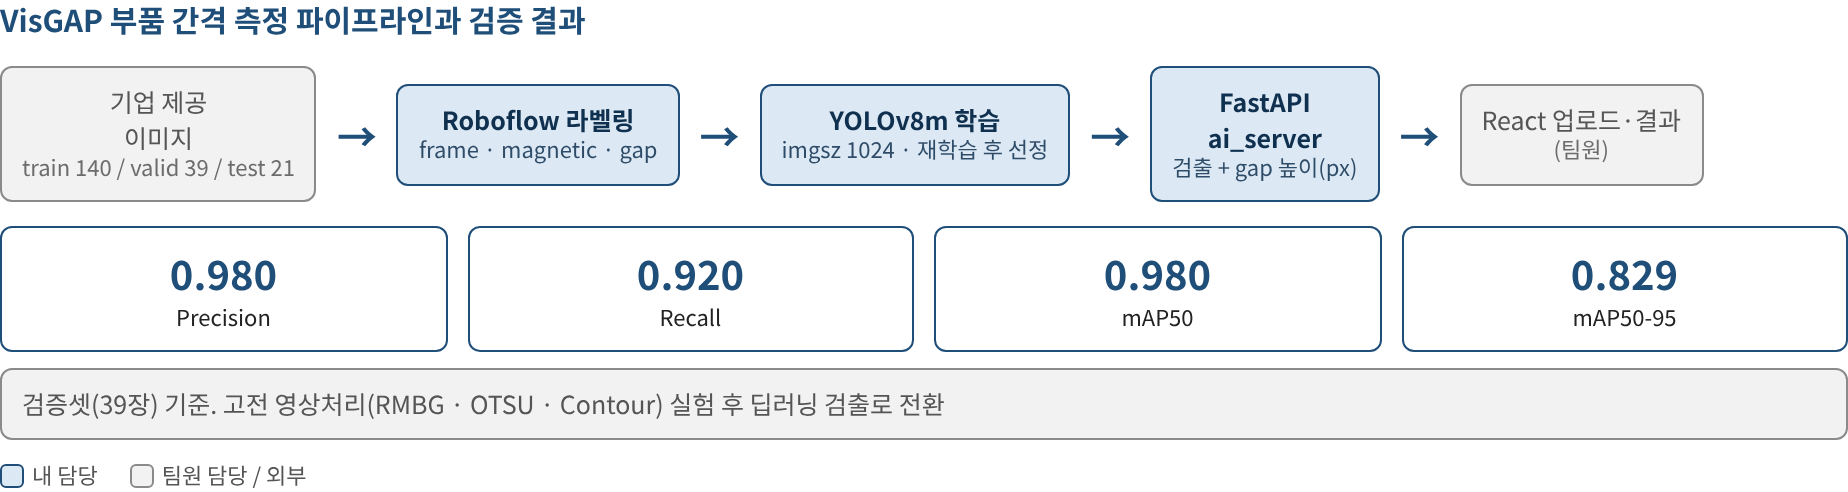 VisGAP 부품 간격 측정 파이프라인과 검증 결과
기업 제공
이미지
train 140 / valid 39 / test 21
→
Roboflow 라벨링
frame · magnetic · gap
→
YOLOv8m 학습
imgsz 1024 · 재학습 후 선정
→
FastAPI
ai_server
검출 + gap 높이(px)
→
React 업로드·결과
(팀원)
0.980
Precision
0.920
Recall
0.980
mAP50
0.829
mAP50-95
검증셋(39장) 기준. 고전 영상처리(RMBG · OTSU · Contour) 실험 후 딥러닝 검출로 전환
내 담당
팀원 담당 / 외부